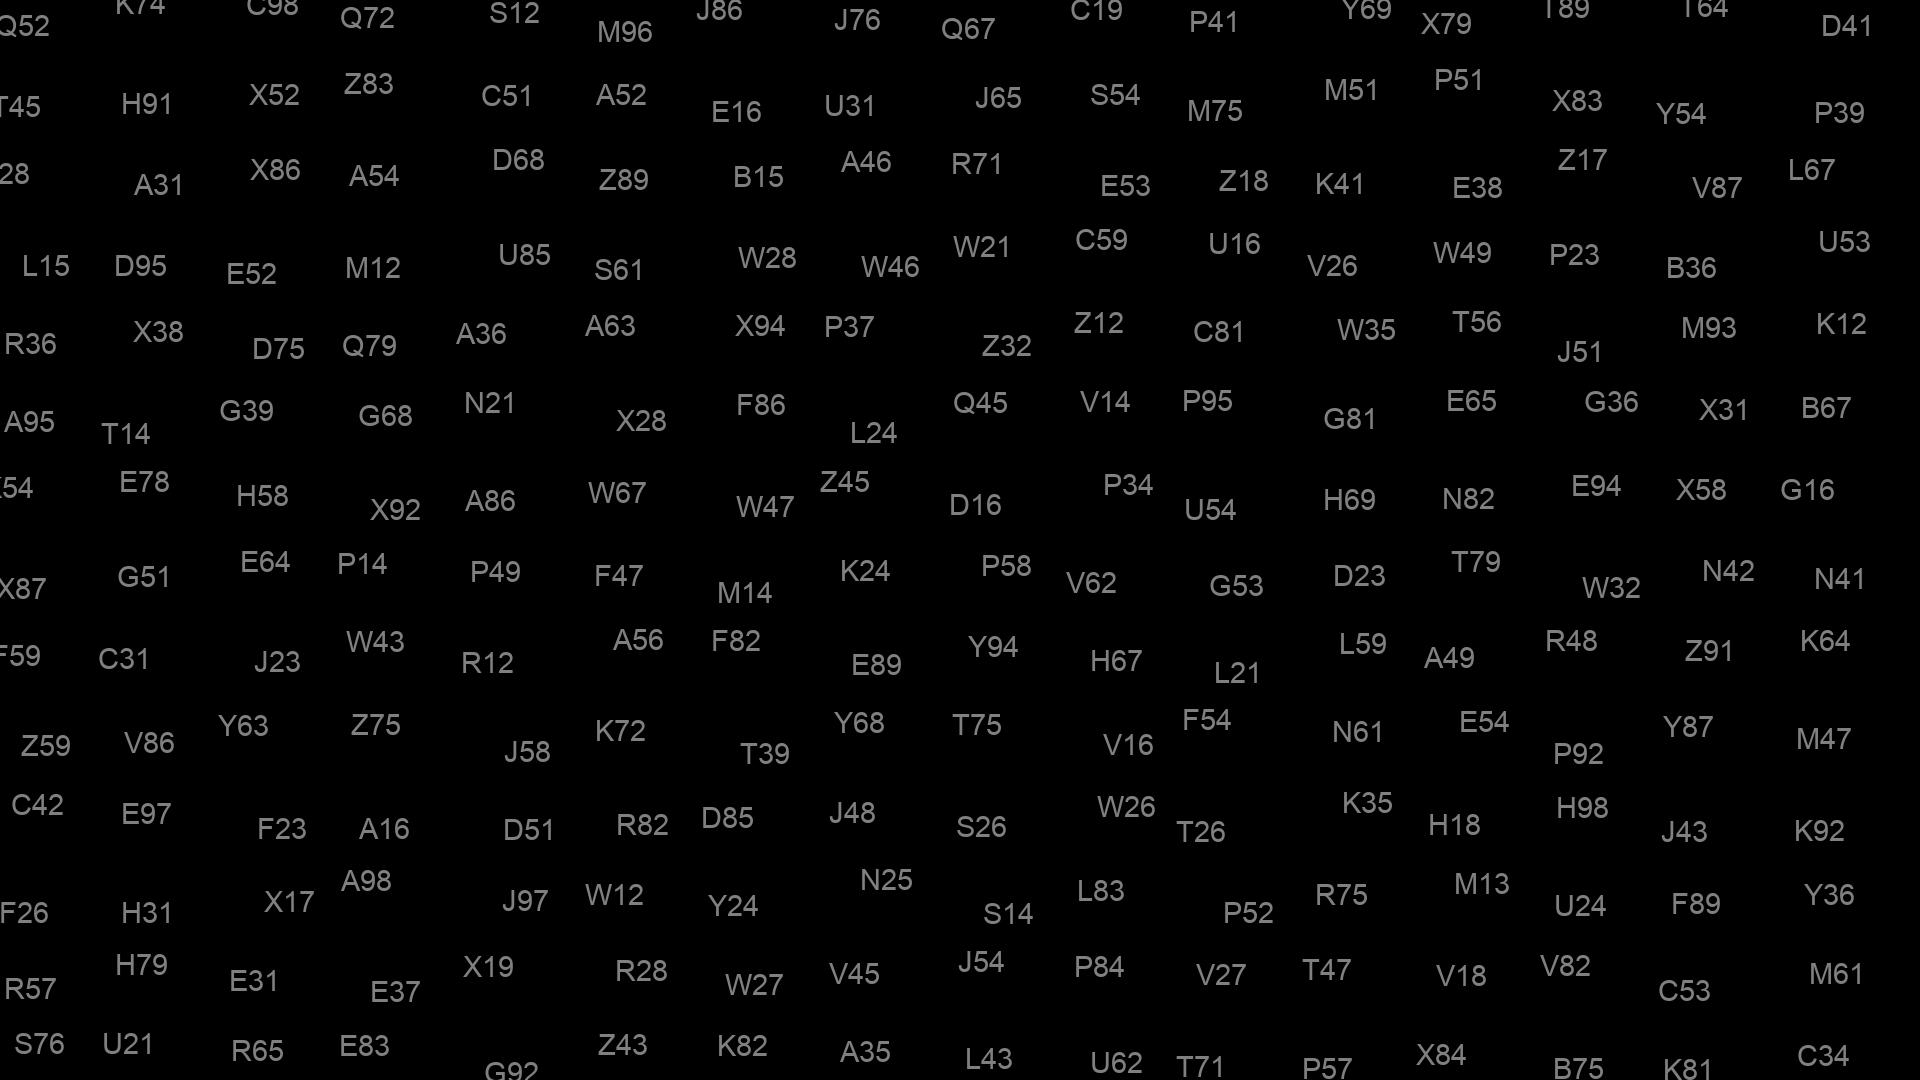 Q52 K74 C98 Q72 S12 M96 J86 J76 Q67 C19 P41 Y69 X79 T89 T64 D41
T45 H91 X52 Z83 C51 A52 E16 U31 J65 S54 M75 M51 P51 X83 Y54 P39
28 A31 X86 A54 D68 Z89 B15 A46 R71 E53 Z18 K41 E38 Z17 V87 L67
L15 D95 E52 M12 U85 S61 W28 W46 W21 C59 U16 V26 W49 P23 B36 U53
R36 X38 D75 Q79 A36 A63 X94 P37 Z32 Z12 C81 W35 T56 J51 M93 K12
A95 T14 G39 G68 N21 X28 F86 L24 Q45 V14 P95 G81 E65 G36 X31 B67
54 E78 H58 X92 A86 W67 W47 Z45 D16 P34 U54 H69 N82 E94 X58 G16
X87 G51 E64 P14 P49 F47 M14 K24 P58 V62 G53 D23 T79 W32 N42 N41
F59 C31 J23 W43 R12 A56 F82 E89 Y94 H67 L21 L59 A49 R48 Z91 K64
Z59 V86 Y63 Z75 J58 K72 T39 Y68 T75 V16 F54 N61 E54 P92 Y87 M47
C42 E97 F23 A16 D51 R82 D85 J48 S26 W26 T26 K35 H18 H98 J43 K92
F26 H31 X17 A98 J97 W12 Y24 N25 S14 L83 P52 R75 M13 U24 F89 Y36
R57 H79 E31 E37 X19 R28 W27 V45 J54 P84 V27 T47 V18 V82 C53 M61
S76 U21 R65 E83 G92 Z43 K82 A35 L43 U62 T71 P57 X84 B75 K81 C34